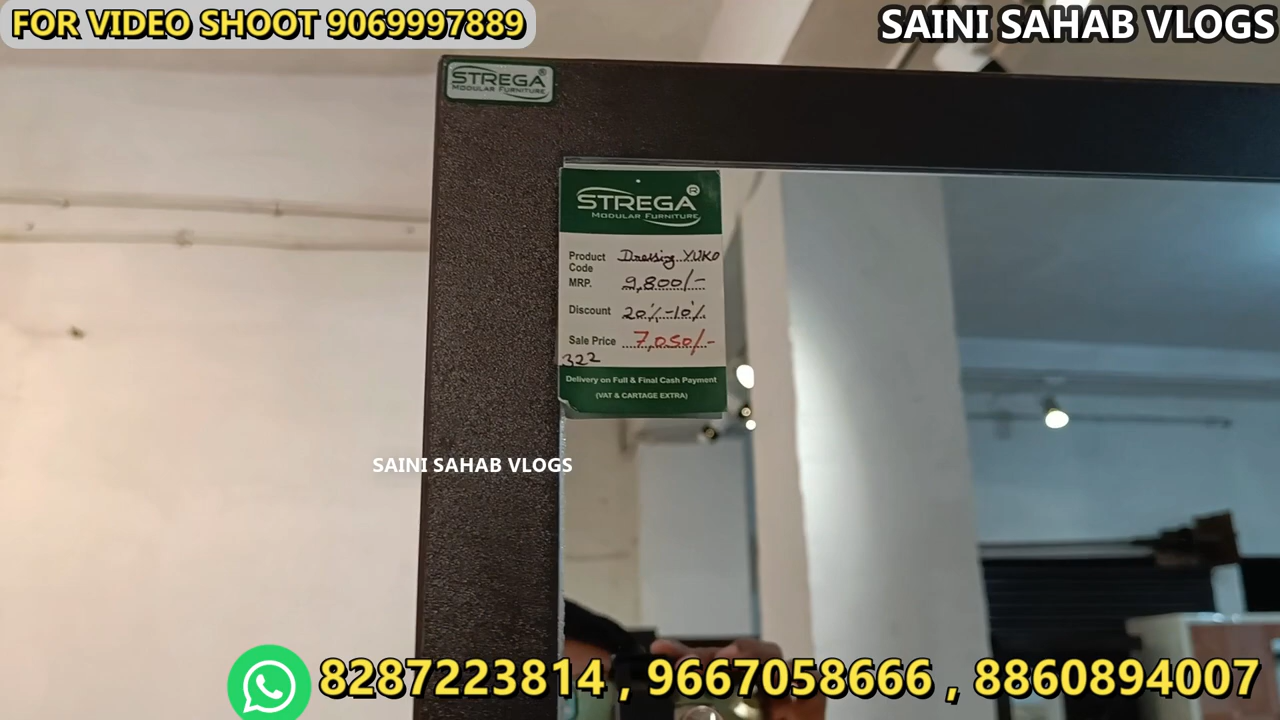 FOR VIDEO SHOOT 9069997889
SAINI SAHAB VLOGS
STREGA®
MODULAR FURNITURE
STREGA®
MODULAR FURNITURE
Product Code Dressing YUKO
MRP. 9,800/-
Discount 20%-10%
Sale Price 7,050/-
322
Delivery on Full & Final Cash Payment
(VAT & CARTAGE EXTRA)
SAINI SAHAB VLOGS
8287223814 , 9667058666 , 8860894007